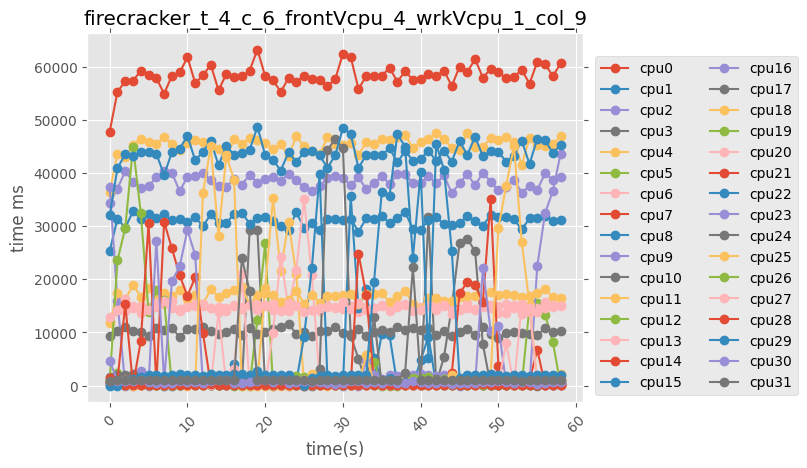 firecracker_t_4_c_6_frontVcpu_4_wrkVcpu_1_col_9
time ms
60000
50000
40000
30000
20000
10000
0
0
10
20
30
40
50
60
time(s)
cpu0
cpu1
cpu2
cpu3
cpu4
cpu5
cpu6
cpu7
cpu8
cpu9
cpu10
cpu11
cpu12
cpu13
cpu14
cpu15
cpu16
cpu17
cpu18
cpu19
cpu20
cpu21
cpu22
cpu23
cpu24
cpu25
cpu26
cpu27
cpu28
cpu29
cpu30
cpu31